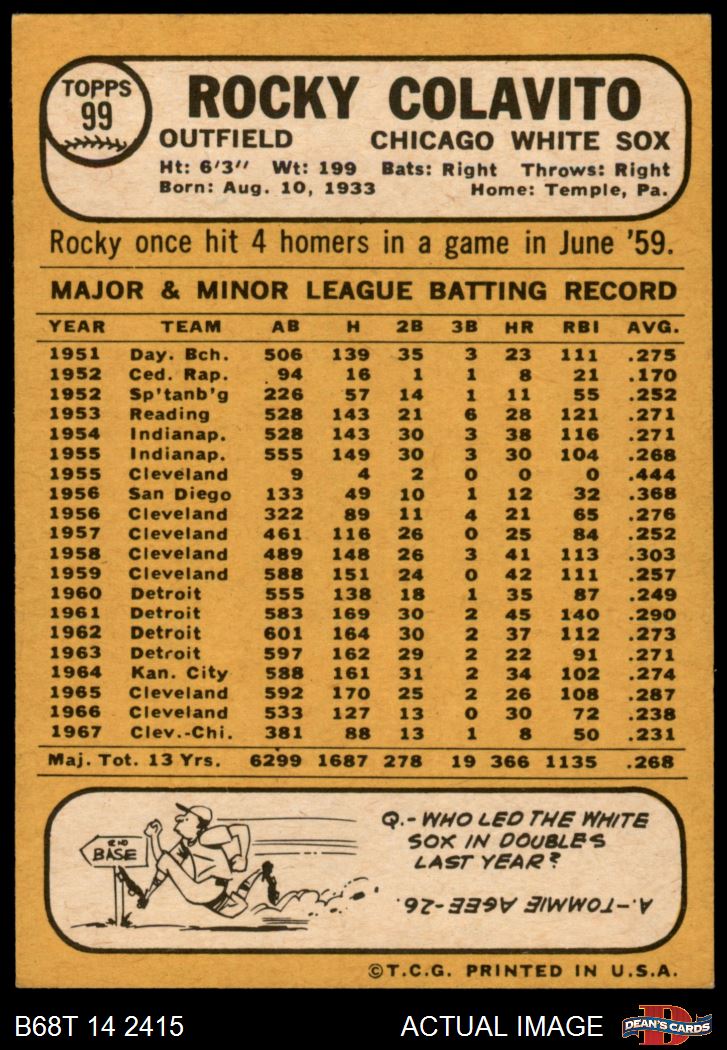 TOPPS
99
ROCKY COLAVITO
OUTFIELD CHICAGO WHITE SOX
Ht: 6'3" Wt: 199 Bats: Right Throws: Right
Born: Aug. 10, 1933 Home: Temple, Pa.
Rocky once hit 4 homers in a game in June '59.
MAJOR & MINOR LEAGUE BATTING RECORD
YEAR TEAM AB H 2B 3B HR RBI AVG.
1951 Day. Bch. 506 139 35 3 23 111 .275
1952 Ced. Rap. 94 16 1 1 8 21 .170
1952 Sp'tanb'g 226 57 14 1 11 55 .252
1953 Reading 528 143 21 6 28 121 .271
1954 Indianap. 528 143 30 3 38 116 .271
1955 Indianap. 555 149 30 3 30 104 .268
1955 Cleveland 9 4 2 0 0 0 .444
1956 San Diego 133 49 10 1 12 32 .368
1956 Cleveland 322 89 11 4 21 65 .276
1957 Cleveland 461 116 26 0 25 84 .252
1958 Cleveland 489 148 26 3 41 113 .303
1959 Cleveland 588 151 24 0 42 111 .257
1960 Detroit 555 138 18 1 35 87 .249
1961 Detroit 583 169 30 2 45 140 .290
1962 Detroit 601 164 30 2 37 112 .273
1963 Detroit 597 162 29 2 22 91 .271
1964 Kan. City 588 161 31 2 34 102 .274
1965 Cleveland 592 170 25 2 26 108 .287
1966 Cleveland 533 127 13 0 30 72 .238
1967 Clev.-Chi. 381 88 13 1 8 50 .231
Maj. Tot. 13 Yrs. 6299 1687 278 19 366 1135 .268
2ND
BASE
Q.- WHO LED THE WHITE
SOX IN DOUBLES
LAST YEAR?
A.-TOMMIE AGEE-26.
©T.C.G. PRINTED IN U.S.A.
B68T 14 2415 ACTUAL IMAGE
D
DEAN'S CARDS